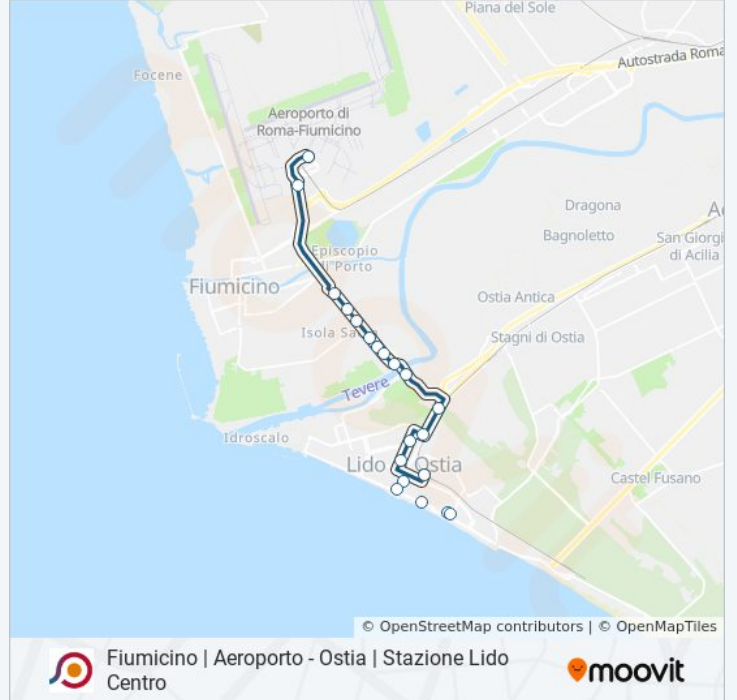 Piana del Sole
Autostrada Roma
Focene
Aeroporto di
Roma-Fiumicino
Dragona
Bagnoletto
San Giorgi
di Acilia
Episcopio
di Porto
Fiumicino
Ostia Antica
Isola Sa
Stagni di Ostia
Tevere
Idroscalo
Lido
Ostia
Castel Fusano
© OpenStreetMap contributors | © OpenMapTiles
Fiumicino | Aeroporto - Ostia | Stazione Lido
Centro
moovit